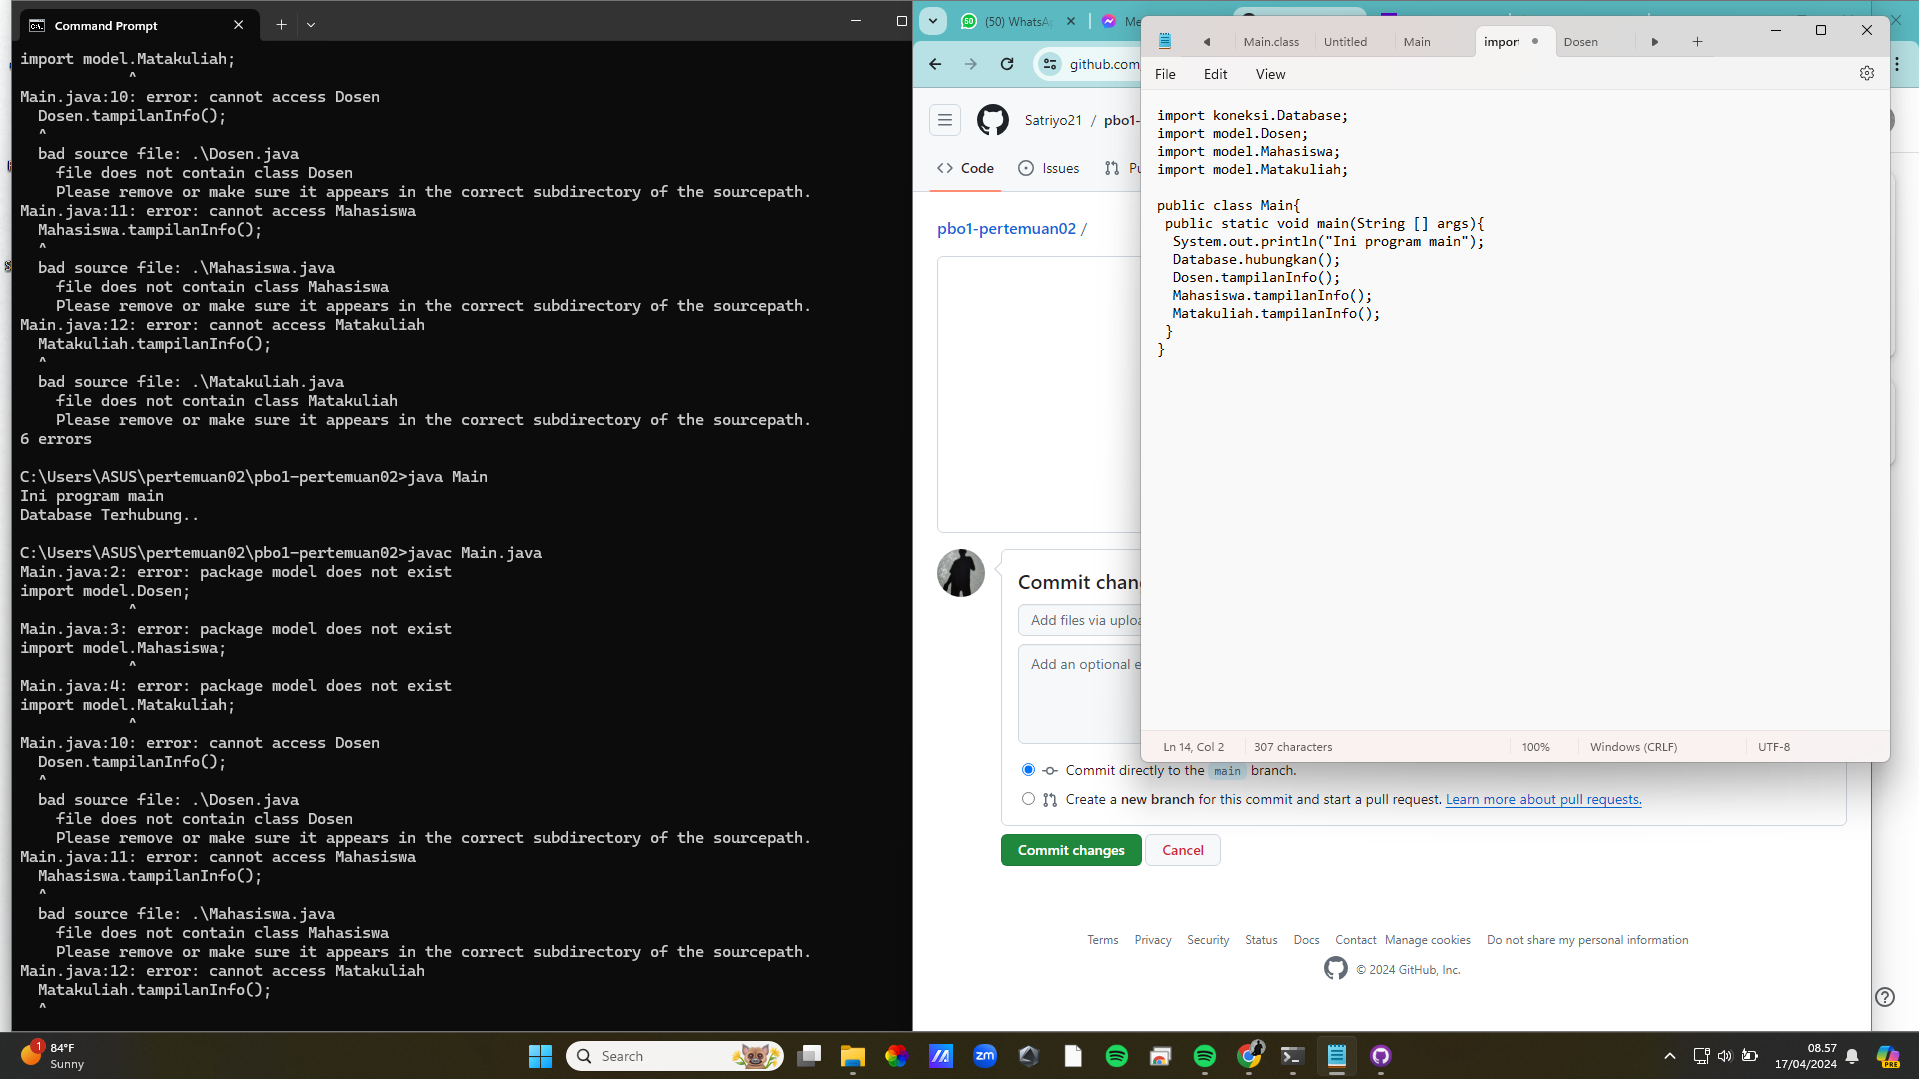 Command Prompt
import model.Matakuliah;
^
Main.java:10: error: cannot access Dosen
Dosen.tampilanInfo();
^
bad source file: .\Dosen.java
file does not contain class Dosen
Please remove or make sure it appears in the correct subdirectory of the sourcepath.
Main.java:11: error: cannot access Mahasiswa
Mahasiswa.tampilanInfo();
^
bad source file: .\Mahasiswa.java
file does not contain class Mahasiswa
Please remove or make sure it appears in the correct subdirectory of the sourcepath.
Main.java:12: error: cannot access Matakuliah
Matakuliah.tampilanInfo();
^
bad source file: .\Matakuliah.java
file does not contain class Matakuliah
Please remove or make sure it appears in the correct subdirectory of the sourcepath.
6 errors
C:\Users\ASUS\pertemuan02\pbo1-pertemuan02>java Main
Ini program main
Database Terhubung..
C:\Users\ASUS\pertemuan02\pbo1-pertemuan02>javac Main.java
Main.java:2: error: package model does not exist
import model.Dosen;
^
Main.java:3: error: package model does not exist
import model.Mahasiswa;
^
Main.java:4: error: package model does not exist
import model.Matakuliah;
^
Main.java:10: error: cannot access Dosen
Dosen.tampilanInfo();
^
bad source file: .\Dosen.java
file does not contain class Dosen
Please remove or make sure it appears in the correct subdirectory of the sourcepath.
Main.java:11: error: cannot access Mahasiswa
Mahasiswa.tampilanInfo();
^
bad source file: .\Mahasiswa.java
file does not contain class Mahasiswa
Please remove or make sure it appears in the correct subdirectory of the sourcepath.
Main.java:12: error: cannot access Matakuliah
Matakuliah.tampilanInfo();
^
(50) WhatsA
Me
github.com
Satriyo21 / pbo1-
Code Issues Pu
pbo1-pertemuan02 /
Commit chan
Add files via uploa
Add an optional e
Commit directly to the main branch.
Create a new branch for this commit and start a pull request. Learn more about pull requests.
Commit changes Cancel
Terms Privacy Security Status Docs Contact Manage cookies Do not share my personal information
© 2024 GitHub, Inc.
Main.class Untitled Main import Dosen
File Edit View
import koneksi.Database;
import model.Dosen;
import model.Mahasiswa;
import model.Matakuliah;
public class Main{
public static void main(String [] args){
System.out.println("Ini program main");
Database.hubungkan();
Dosen.tampilanInfo();
Mahasiswa.tampilanInfo();
Matakuliah.tampilanInfo();
}
}
Ln 14, Col 2 307 characters 100% Windows (CRLF) UTF-8
1
84°F
Sunny
Search
zm
08.57
17/04/2024
PRE